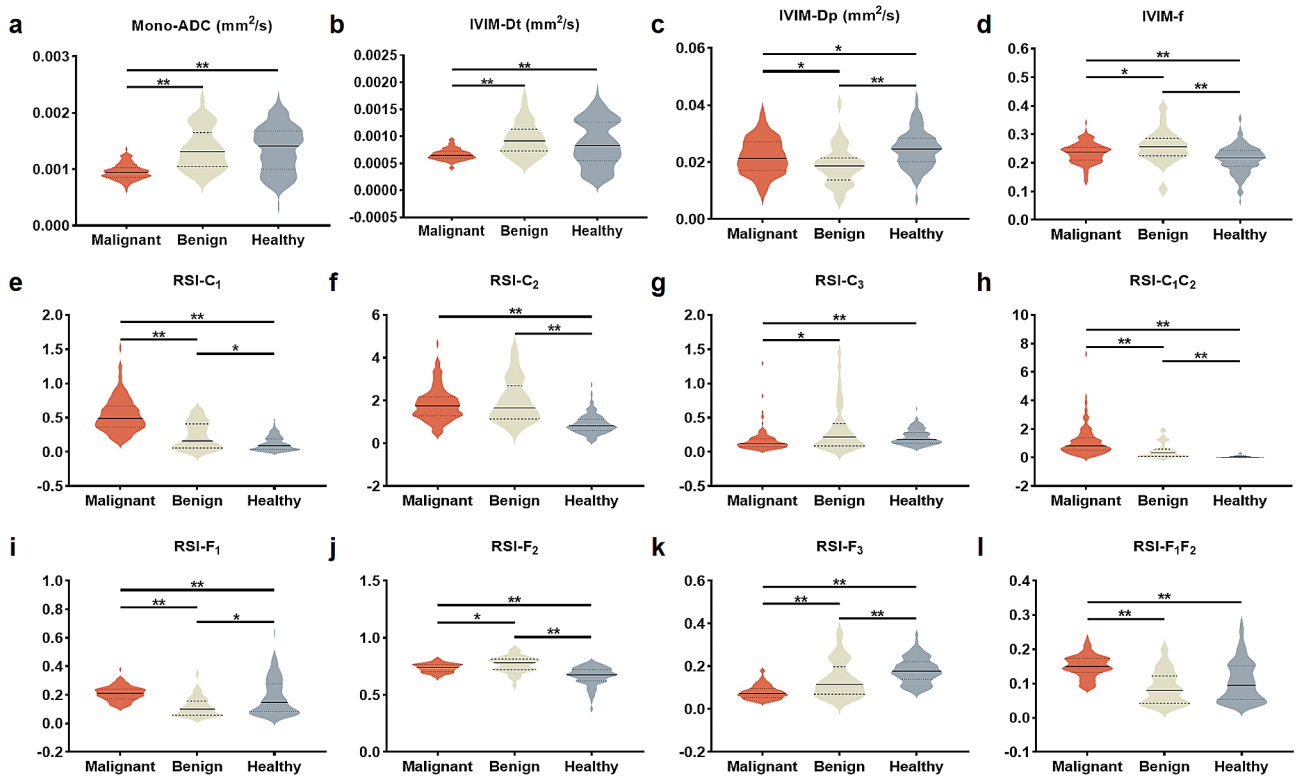 a Mono-ADC (mm²/s)
0.003
0.002
0.001
0.000
** **
Malignant Benign Healthy
b IVIM-Dt (mm²/s)
0.0025
0.0020
0.0015
0.0010
0.0005
0.0000
-0.0005
** **
Malignant Benign Healthy
c IVIM-Dp (mm²/s)
0.06
0.04
0.02
0.00
* * **
Malignant Benign Healthy
d IVIM-f
0.6
0.5
0.4
0.3
0.2
0.1
0.0
** * **
Malignant Benign Healthy
e RSI-C₁
2.0
1.5
1.0
0.5
0.0
-0.5
** ** *
Malignant Benign Healthy
f RSI-C₂
6
4
2
0
-2
** **
Malignant Benign Healthy
g RSI-C₃
2.0
1.5
1.0
0.5
0.0
-0.5
** *
Malignant Benign Healthy
h RSI-C₁C₂
10
8
6
4
2
0
-2
** ** **
Malignant Benign Healthy
i RSI-F₁
1.0
0.8
0.6
0.4
0.2
0.0
-0.2
** ** *
Malignant Benign Healthy
j RSI-F₂
1.5
1.0
0.5
0.0
** * **
Malignant Benign Healthy
k RSI-F₃
0.6
0.4
0.2
0.0
-0.2
** ** **
Malignant Benign Healthy
l RSI-F₁F₂
0.4
0.3
0.2
0.1
0.0
-0.1
** **
Malignant Benign Healthy